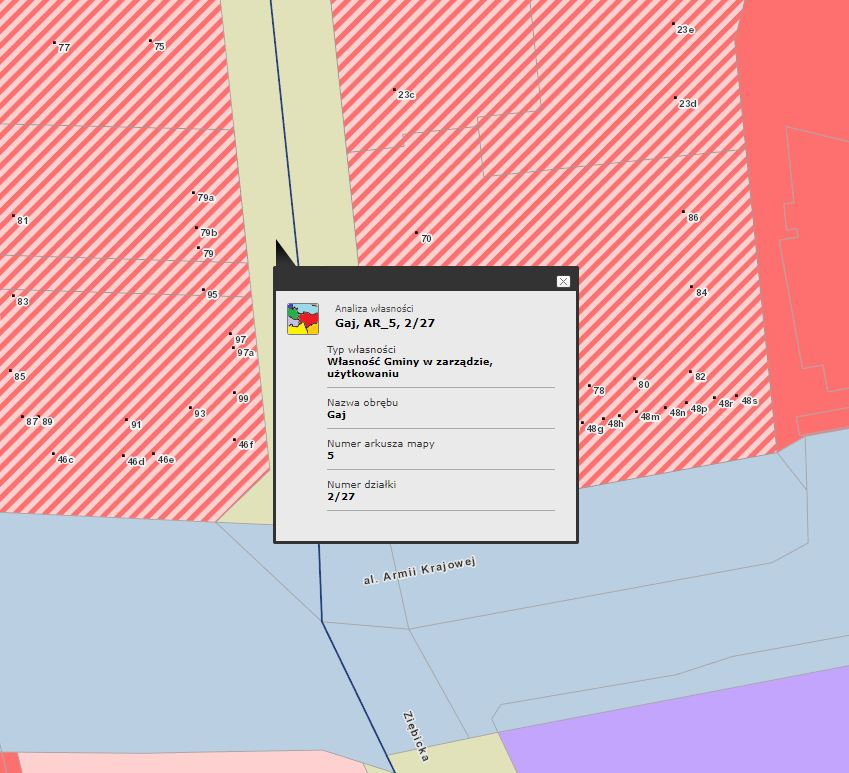 23e
77
75
23c
23d
79a
81
86
79b
70
79
84
95
83
Analiza własności
Gaj, AR_5, 2/27
97
97a
Typ własności
Własność Gminy w zarządzie,
użytkowaniu
85
82
80
78
99
Nazwa obrębu
Gaj
48s
48r
48p
48n
48m
48h
48g
93
87 89
91
46f
Numer arkusza mapy
5
46c
46d
46e
Numer działki
2/27
al. Armii Krajowej
Ziębicka